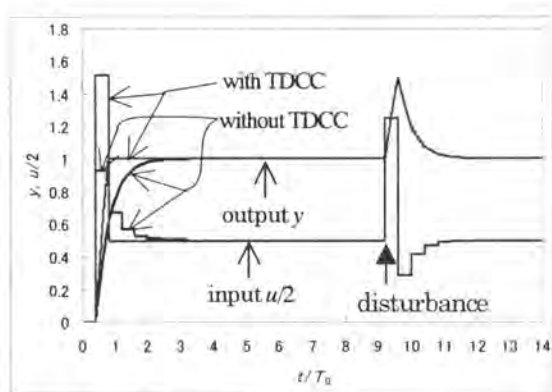 1.8
1.6
1.4
1.2
1
0.8
0.6
0.4
0.2
0
y, u/2
with TDCC
without TDCC
output y
input u/2
disturbance
0 1 2 3 4 5 6 7 8 9 10 11 12 13 14
t/T₀